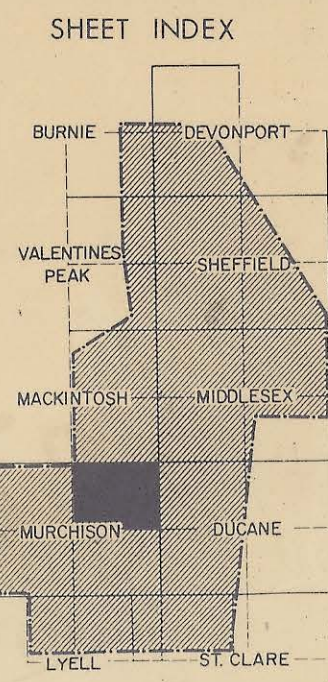 SHEET INDEX
BURNIE DEVONPORT
VALENTINES
PEAK
SHEFFIELD
MACKINTOSH MIDDLESEX
MURCHISON DUCANE
LYELL ST. CLARE